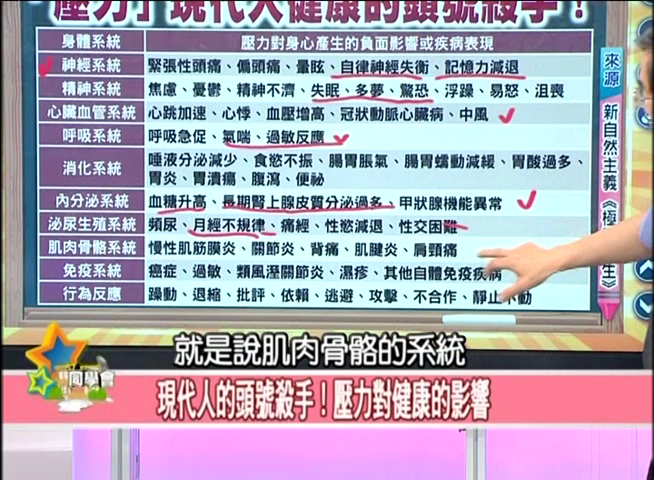 壓力」現代人健康的頭號殺手！
身體系統 壓力對身心產生的負面影響或疾病表現
神經系統 緊張性頭痛、偏頭痛、暈眩、自律神經失衡、記憶力減退
精神系統 焦慮、憂鬱、精神不濟、失眠、多夢、驚恐、浮躁、易怒、沮喪
心臟血管系統 心跳加速、心悸、血壓增高、冠狀動脈心臟病、中風
呼吸系統 呼吸急促、氣喘、過敏反應
消化系統 唾液分泌減少、食慾不振、腸胃脹氣、腸胃蠕動減緩、胃酸過多、
胃炎、胃潰瘍、腹瀉、便祕
內分泌系統 血糖升高、長期腎上腺皮質分泌過多、甲狀腺機能異常
泌尿生殖系統 頻尿、月經不規律、痛經、性慾減退、性交困難
肌肉骨骼系統 慢性肌筋膜炎、關節炎、背痛、肌腱炎、肩頸痛
免疫系統 癌症、過敏、類風溼關節炎、濕疹、其他自體免疫疾病
行為反應 躁動、退縮、批評、依賴、逃避、攻擊、不合作、靜止不動
來源 新自然主義《極 生》
就是說肌肉骨骼的系統
同學會
現代人的頭號殺手！壓力對健康的影響